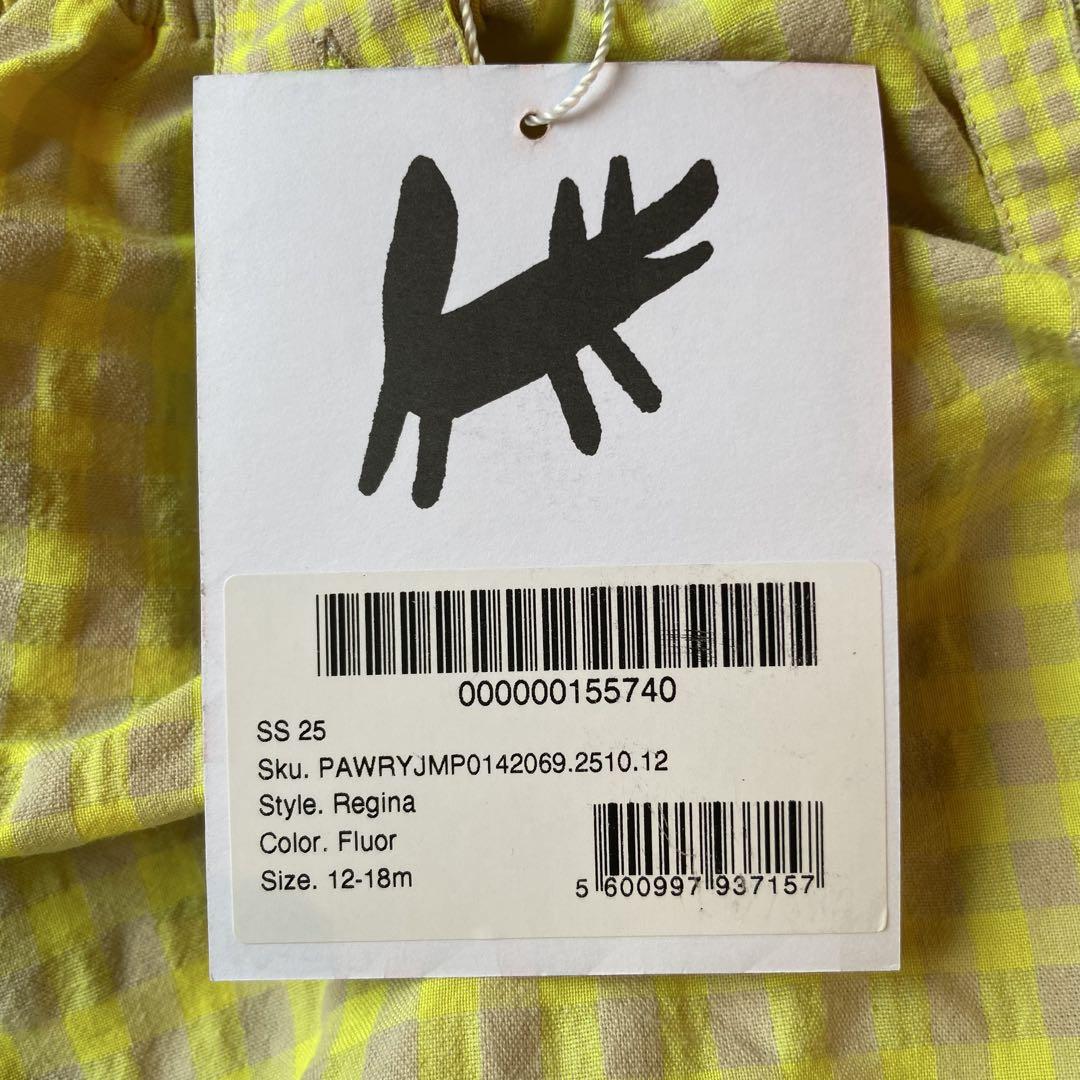 000000155740
SS 25
Sku. PAWRYJMP0142069.2510.12
Style. Regina
Color. Fluor
Size. 12-18m
5 600997 937157